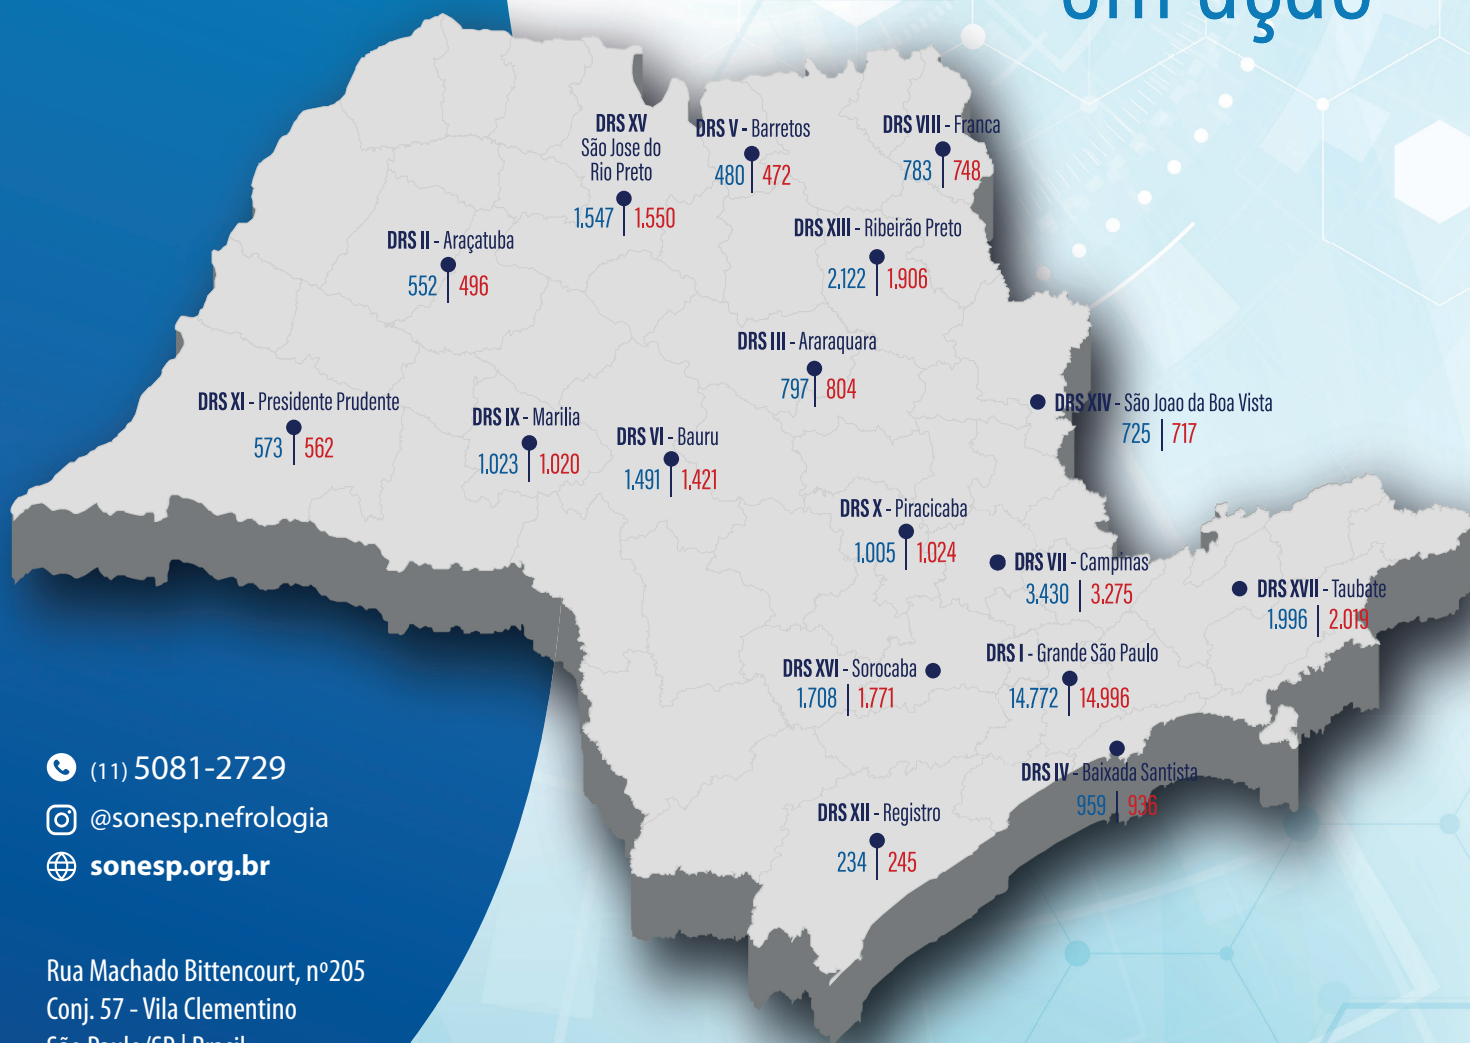 em ação
DRS XV
São Jose do
Rio Preto
1.547 | 1.550
DRS V - Barretos
480 | 472
DRS VIII - Franca
783 | 748
DRS II - Araçatuba
552 | 496
DRS XIII - Ribeirão Preto
2.122 | 1.906
DRS III - Araraquara
797 | 804
DRS XI - Presidente Prudente
573 | 562
DRS IX - Marilia
1.023 | 1.020
DRS VI - Bauru
1.491 | 1.421
DRS XIV - São Joao da Boa Vista
725 | 717
DRS X - Piracicaba
1.005 | 1.024
DRS VII - Campinas
3.430 | 3.275
DRS XVII - Taubate
1.996 | 2.019
DRS XVI - Sorocaba
1.708 | 1.771
DRS I - Grande São Paulo
14.772 | 14.996
DRS IV - Baixada Santista
959 | 936
DRS XII - Registro
234 | 245
(11) 5081-2729
@sonesp.nefrologia
sonesp.org.br
Rua Machado Bittencourt, nº205
Conj. 57 - Vila Clementino
São Paulo/SP | Brasil